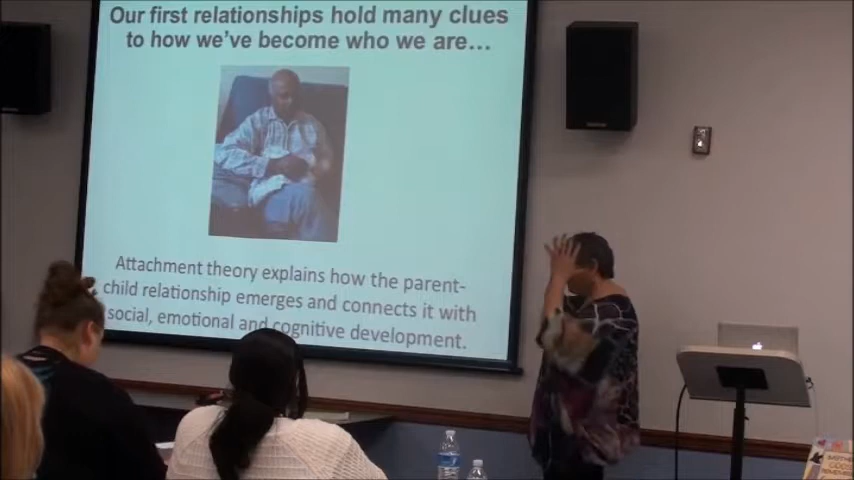 Our first relationships hold many clues
to how we've become who we are...
Attachment theory explains how the parent-
child relationship emerges and connects it with
social, emotional and cognitive development.